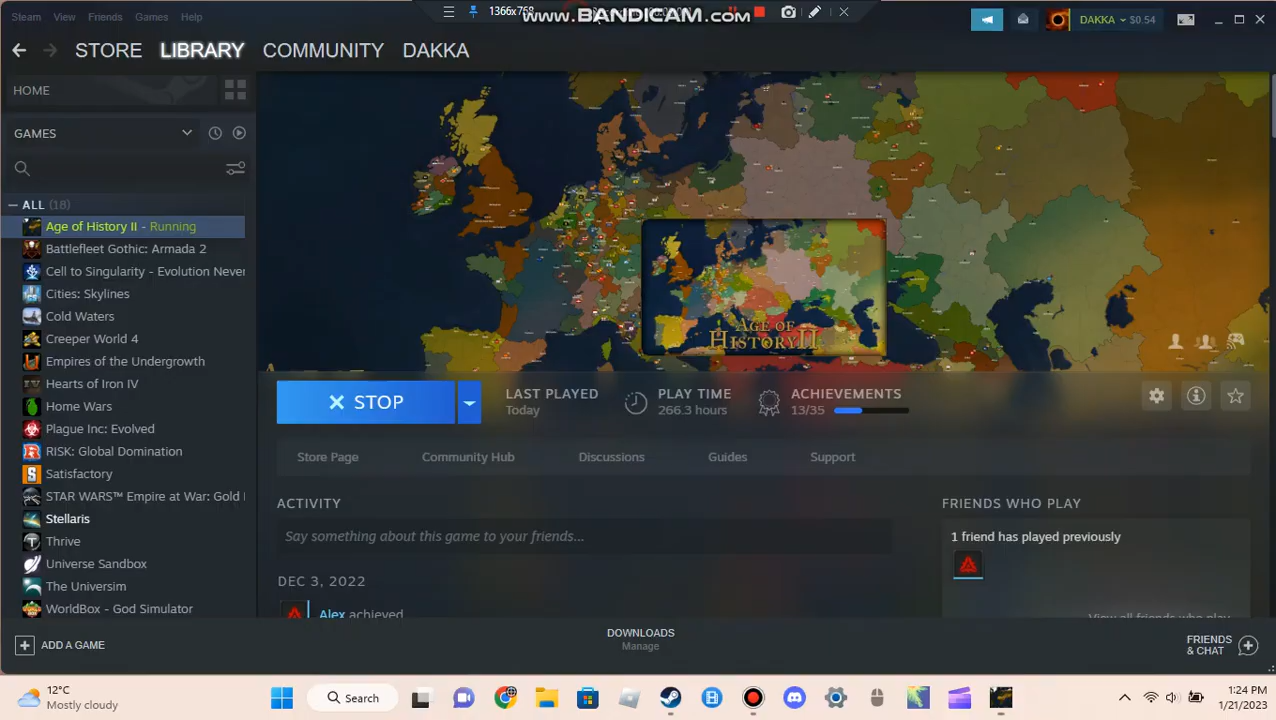 Steam View Friends Games Help
1366x768
www.BANDICAM.com
DAKKA $0.54
STORE LIBRARY COMMUNITY DAKKA
HOME
GAMES
ALL (18)
Age of History II - Running
Battlefleet Gothic: Armada 2
Cell to Singularity - Evolution Never
Cities: Skylines
Cold Waters
Creeper World 4
Empires of the Undergrowth
Hearts of Iron IV
Home Wars
Plague Inc: Evolved
RISK: Global Domination
Satisfactory
STAR WARS™ Empire at War: Gold
Stellaris
Thrive
Universe Sandbox
The Universim
WorldBox - God Simulator
AGE OF
HISTORY II
STOP
LAST PLAYED
Today
PLAY TIME
266.3 hours
ACHIEVEMENTS
13/35
Store Page Community Hub Discussions Guides Support
ACTIVITY
Say something about this game to your friends...
DEC 3, 2022
Alex achieved
FRIENDS WHO PLAY
1 friend has played previously
View all friends who play
ADD A GAME
DOWNLOADS
Manage
FRIENDS
& CHAT
12°C
Mostly cloudy
Search
1:24 PM
1/21/2023